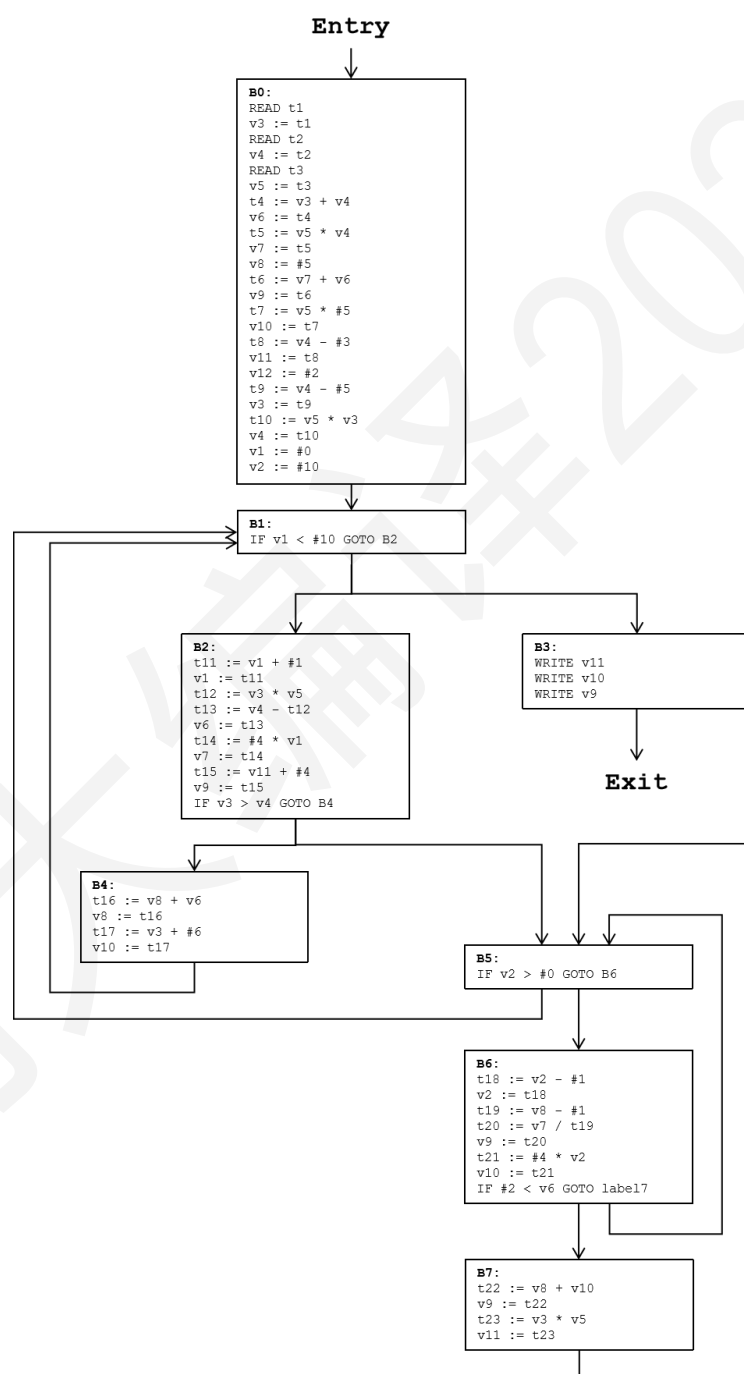 Entry
B0:
READ t1
v3 := t1
READ t2
v4 := t2
READ t3
v5 := t3
t4 := v3 + v4
v6 := t4
t5 := v5 * v4
v7 := t5
v8 := #5
t6 := v7 + v6
v9 := t6
t7 := v5 * #5
v10 := t7
t8 := v4 - #3
v11 := t8
v12 := #2
t9 := v4 - #5
v3 := t9
t10 := v5 * v3
v4 := t10
v1 := #0
v2 := #10
B1:
IF v1 < #10 GOTO B2
B2:
t11 := v1 + #1
v1 := t11
t12 := v3 * v5
t13 := v4 - t12
v6 := t13
t14 := #4 * v1
v7 := t14
t15 := v11 + #4
v9 := t15
IF v3 > v4 GOTO B4
B3:
WRITE v11
WRITE v10
WRITE v9
Exit
B4:
t16 := v8 + v6
v8 := t16
t17 := v3 + #6
v10 := t17
B5:
IF v2 > #0 GOTO B6
B6:
t18 := v2 - #1
v2 := t18
t19 := v8 - #1
t20 := v7 / t19
v9 := t20
t21 := #4 * v2
v10 := t21
IF #2 < v6 GOTO label7
B7:
t22 := v8 + v10
v9 := t22
t23 := v3 * v5
v11 := t23
大编译202